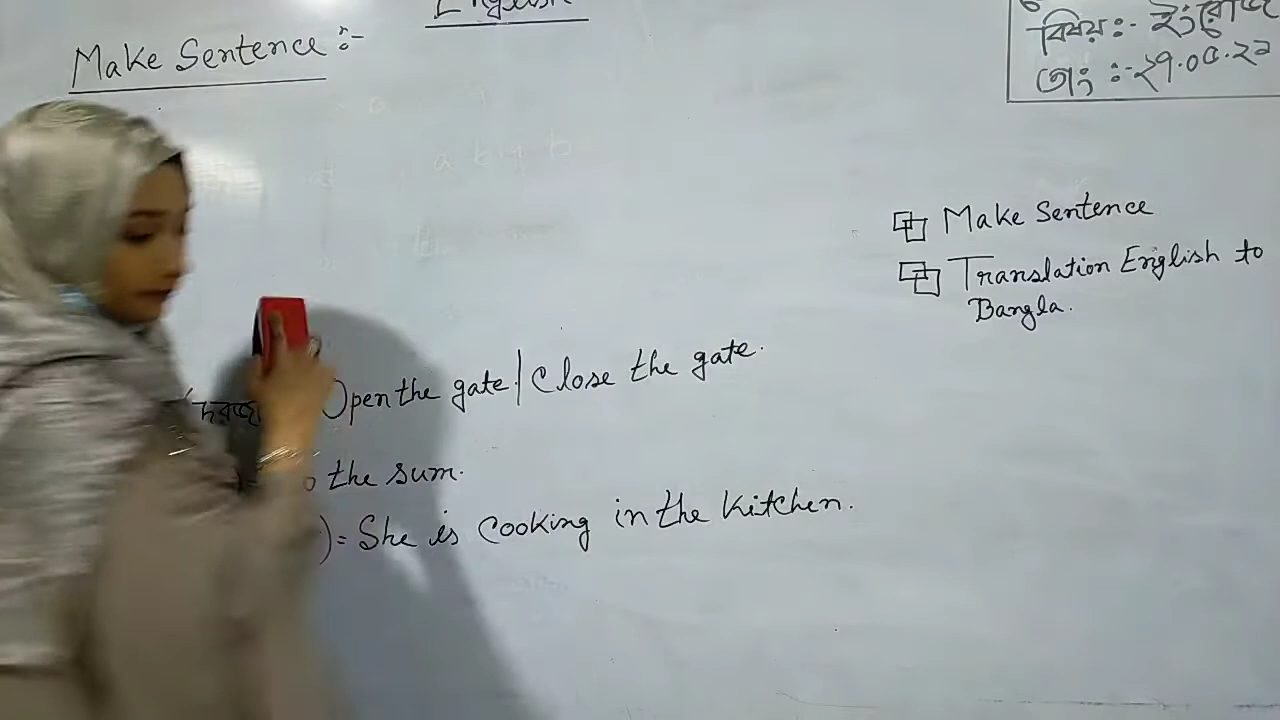 English
Make Sentence :-
বিষয়ঃ- ইংরেজি
তাং :- ২৭.০৫.২২
Make Sentence
Translation English to
Bangla.
Open the gate/ Close the gate.
the sum.
)= She is cooking in the kitchen.